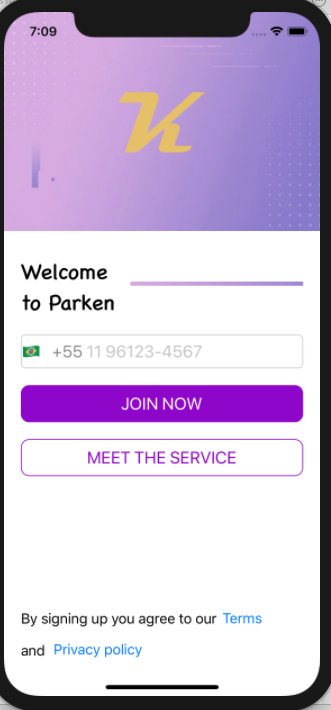 7:09
K
Welcome
to Parken
+55 11 96123-4567
JOIN NOW
MEET THE SERVICE
By signing up you agree to our Terms
and Privacy policy